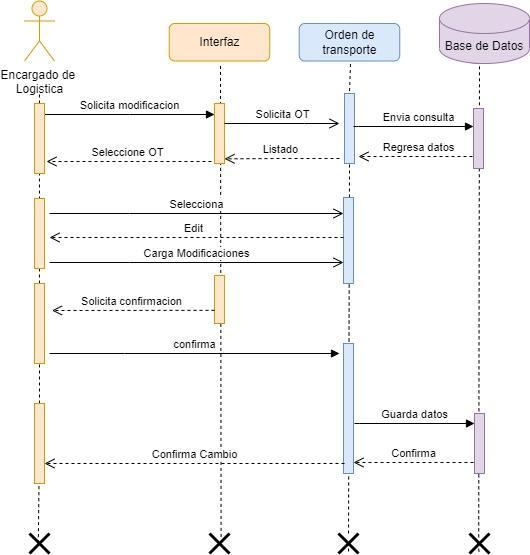 Encargado de
Logistica
Interfaz
Orden de
transporte
Base de Datos
Solicita modificacion
Solicita OT
Envia consulta
Seleccione OT
Listado
Regresa datos
Selecciona
Edit
Carga Modificaciones
Solicita confirmacion
confirma
Guarda datos
Confirma Cambio
Confirma